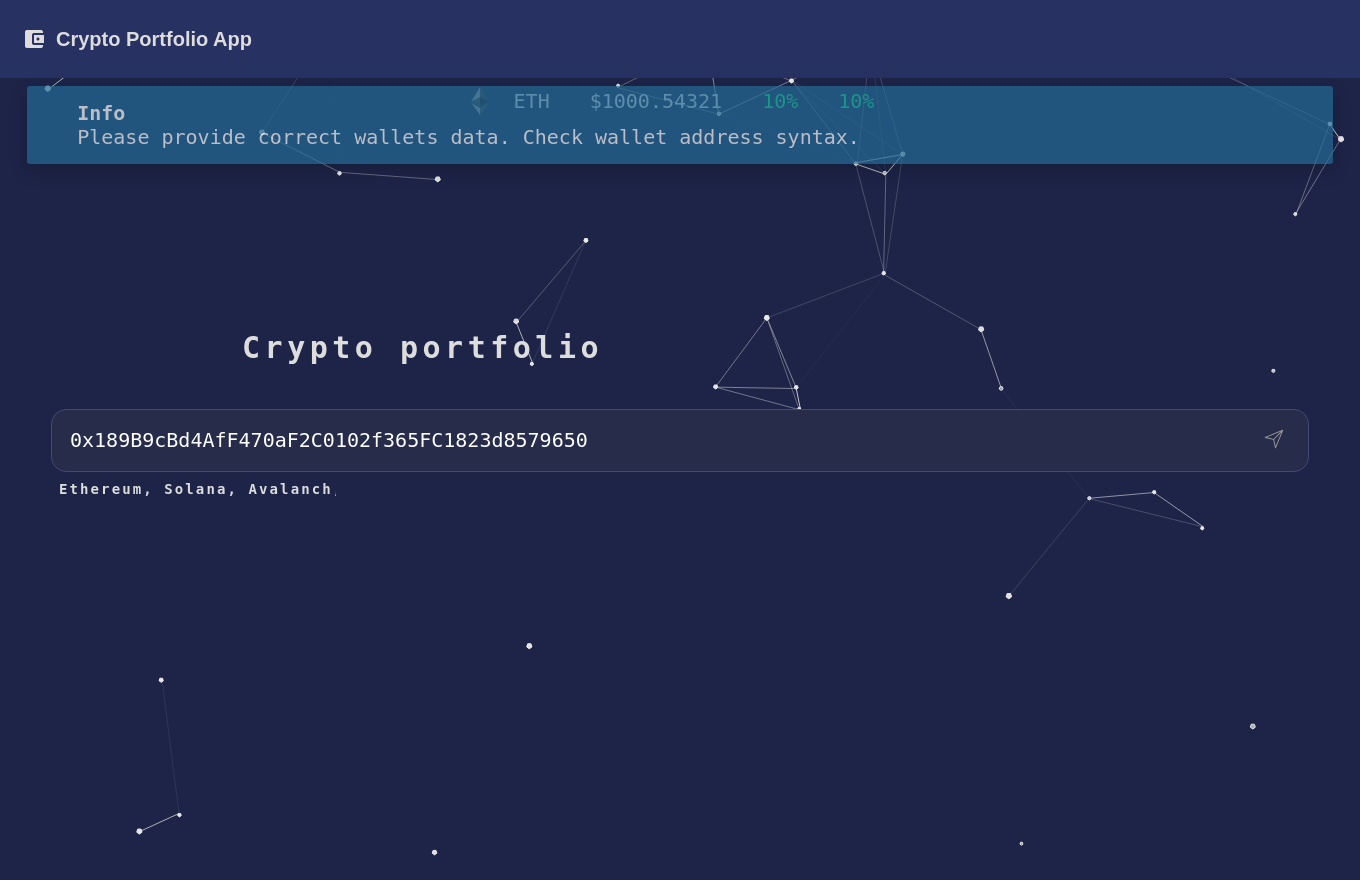 Crypto Portfolio App
ETH $1000.54321 10% 10%
Info
Please provide correct wallets data. Check wallet address syntax.
Crypto portfolio
0x189B9cBd4AfF470aF2C0102f365FC1823d8579650
Ethereum, Solana, Avalanch